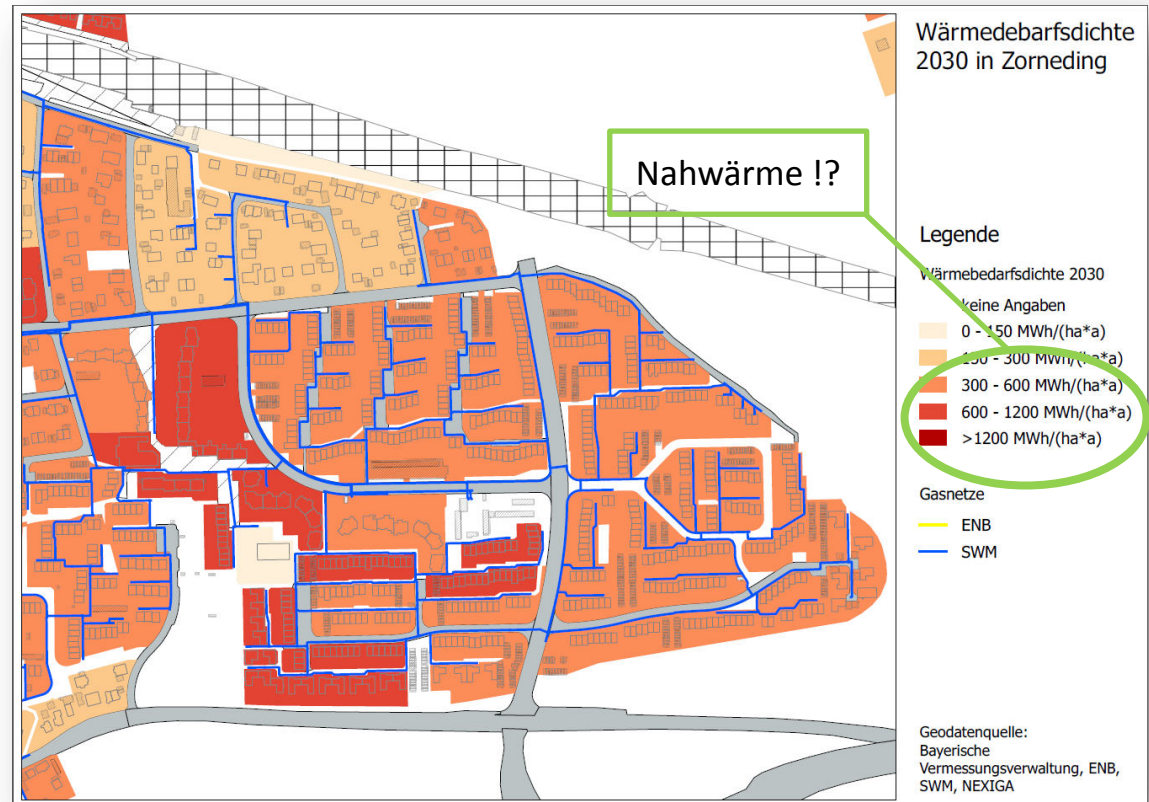 Wärmedebarfsdichte
2030 in Zorneding
Nahwärme !?
Legende
Wärmebedarfsdichte 2030
keine Angaben
0 - 150 MWh/(ha*a)
150 - 300 MWh/(ha*a)
300 - 600 MWh/(ha*a)
600 - 1200 MWh/(ha*a)
>1200 MWh/(ha*a)
Gasnetze
ENB
SWM
Geodatenquelle:
Bayerische
Vermessungsverwaltung, ENB,
SWM, NEXIGA